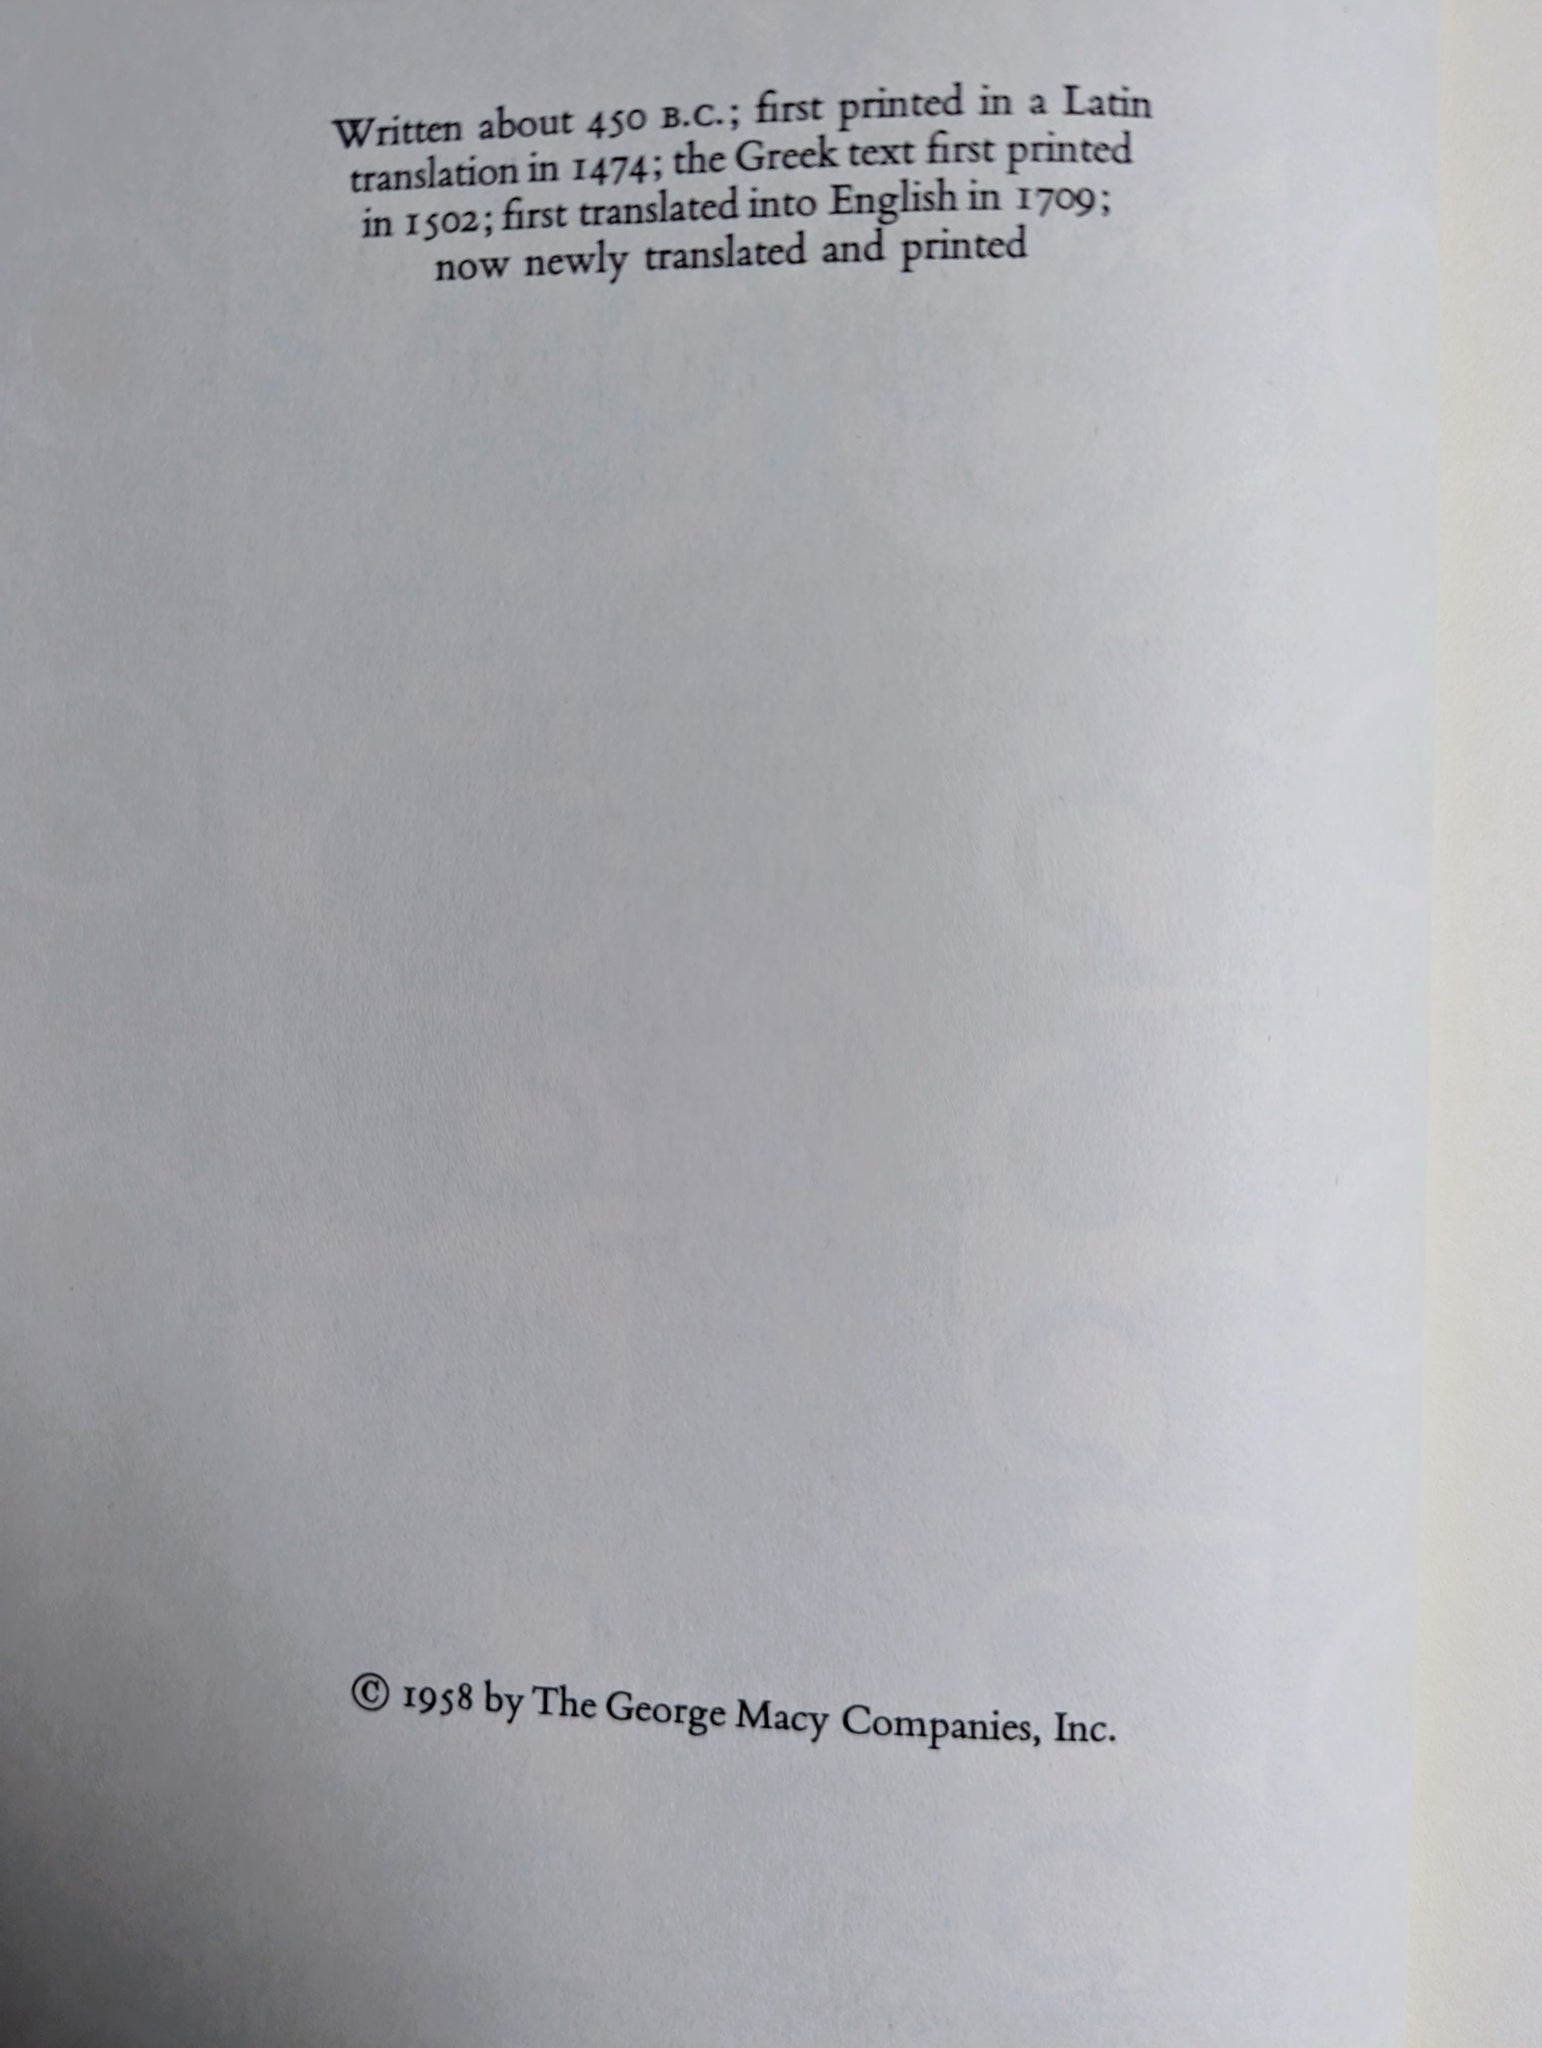 Written about 450 B.C.; first printed in a Latin
translation in 1474; the Greek text first printed
in 1502; first translated into English in 1709;
now newly translated and printed
© 1958 by The George Macy Companies, Inc.